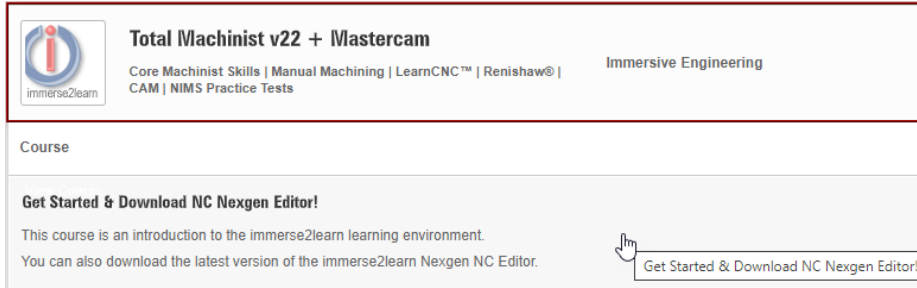 immerse2learn
Total Machinist v22 + Mastercam
Core Machinist Skills | Manual Machining | LearnCNC™ | Renishaw® |
CAM | NIMS Practice Tests
Immersive Engineering
Course
Get Started & Download NC Nexgen Editor!
This course is an introduction to the immerse2learn learning environment.
You can also download the latest version of the immerse2learn Nexgen NC Editor.
Get Started & Download NC Nexgen Editor!